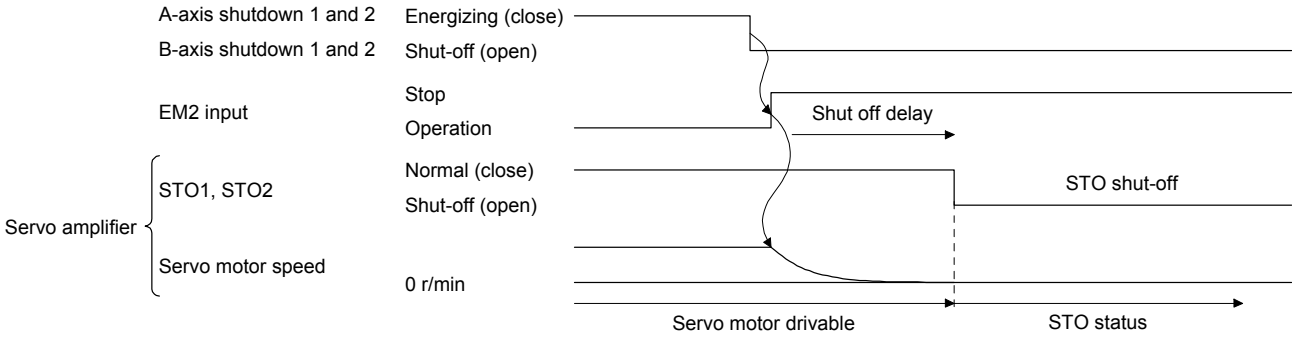 A-axis shutdown 1 and 2 Energizing (close)
B-axis shutdown 1 and 2 Shut-off (open)
Stop
EM2 input
Shut off delay
Operation
Normal (close)
STO1, STO2
STO shut-off
Shut-off (open)
Servo amplifier
Servo motor speed
0 r/min
Servo motor drivable STO status